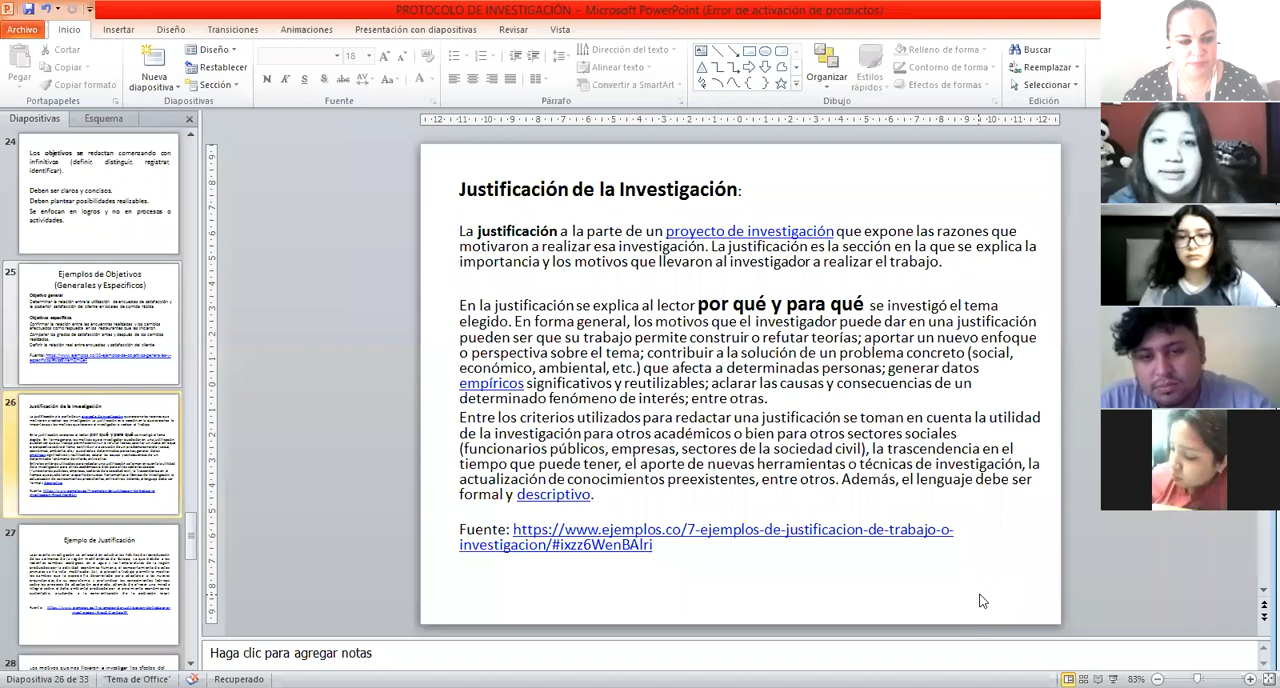 PROTOCOLO DE INVESTIGACIÓN - Microsoft PowerPoint (Error de activación de productos)
Archivo Inicio Insertar Diseño Transiciones Animaciones Presentación con diapositivas Revisar Vista
Pegar
Cortar
Copiar
Copiar formato
Portapapeles
Nueva
diapositiva
Diseño
Restablecer
Sección
Diapositivas
18
Fuente
Dirección del texto
Alinear texto
Convertir a SmartArt
Párrafo
Organizar
Estilos
rápidos
Relleno de forma
Contorno de forma
Efectos de formas
Dibujo
Buscar
Reemplazar
Seleccionar
Edición
Diapositivas Esquema
24
Los objetivos se redactan comenzando con
infinitivos (definir, distinguir, registrar,
identificar).
Deben ser claros y concisos.
Deben plantear posibilidades realizables.
Se enfocan en logros y no en procesos o
actividades.
25
Ejemplos de Objetivos
(Generales y Específicos)
Objetivo general
Objetivos específicos
26
Justificación de la Investigación
27
Ejemplo de Justificación
28
Justificación de la Investigación:
La justificación a la parte de un proyecto de investigación que expone las razones que
motivaron a realizar esa investigación. La justificación es la sección en la que se explica la
importancia y los motivos que llevaron al investigador a realizar el trabajo.
En la justificación se explica al lector por qué y para qué se investigó el tema
elegido. En forma general, los motivos que el investigador puede dar en una justificación
pueden ser que su trabajo permite construir o refutar teorías; aportar un nuevo enfoque
o perspectiva sobre el tema; contribuir a la solución de un problema concreto (social,
económico, ambiental, etc.) que afecta a determinadas personas; generar datos
empíricos significativos y reutilizables; aclarar las causas y consecuencias de un
determinado fenómeno de interés; entre otras.
Entre los criterios utilizados para redactar una justificación, se toman en cuenta la utilidad
de la investigación para otros académicos o bien para otros sectores sociales
(funcionarios públicos, empresas, sectores de la sociedad civil), la trascendencia en el
tiempo que puede tener, el aporte de nuevas herramientos o técnicas de investigación, la
actualización de conocimientos preexistentes, entre otros. Además, el lenguaje debe ser
formal y descriptivo.
Fuente: https://www.ejemplos.co/7-ejemplos-de-justificacion-de-trabajo-o-
investigacion/#ixzz6WenBAlri
Haga clic para agregar notas
Diapositiva 26 de 33 "Tema de Office" Recuperado 83%